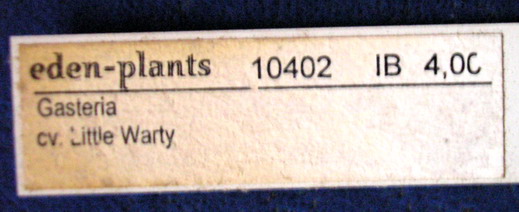 eden-plants 10402 IB 4,00
Gasteria
cv. Little Warty